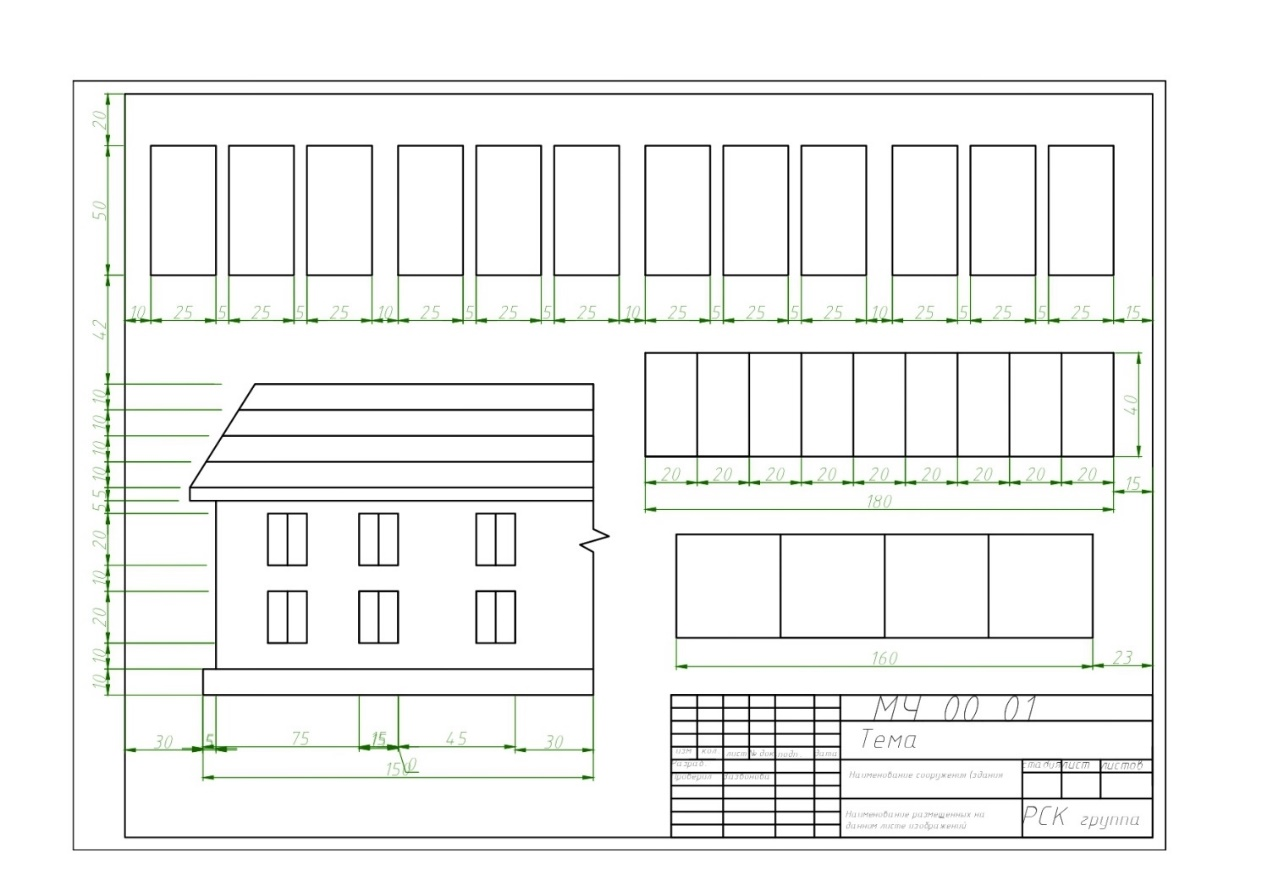 20
50
42
10 25 5 25 5 25 10 25 5 25 5 25 10 25 5 25 5 25 10 25 5 25 5 25 15
10
10
10
10
5
5
20
10
20
10
10
40
20 20 20 20 20 20 20 20 20
15
180
160 23
30 5 75 15 45 30
150
МЧ 00 01
Тема
изм кол лист № док подп. дата
Разраб
проверил
Стадия лист листов
Наименование сооружения (здания
Наименование размещенных на
данном листе изображений
РСК группа